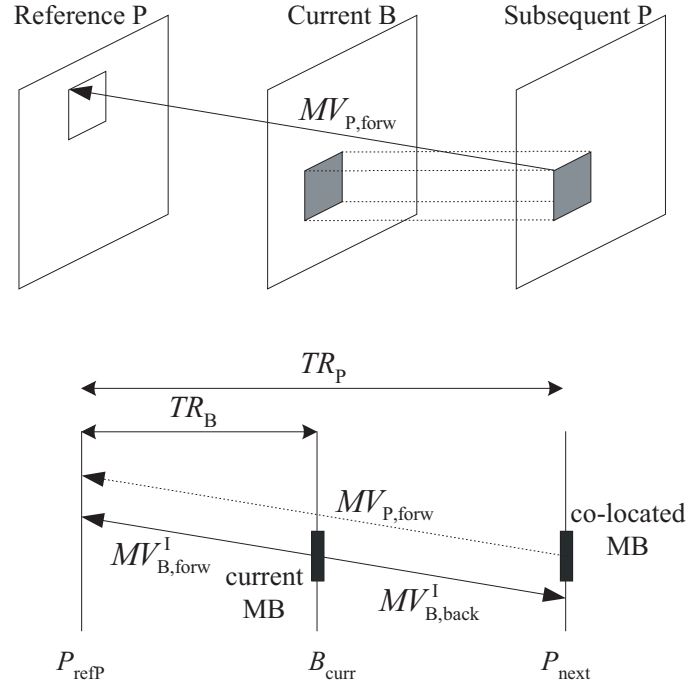 Reference P Current B Subsequent P
MV_P,forw
TR_P
TR_B
MV_P,forw
co-located
MB
MV^I_B,forw
current
MB
MV^I_B,back
P_refP B_curr P_next